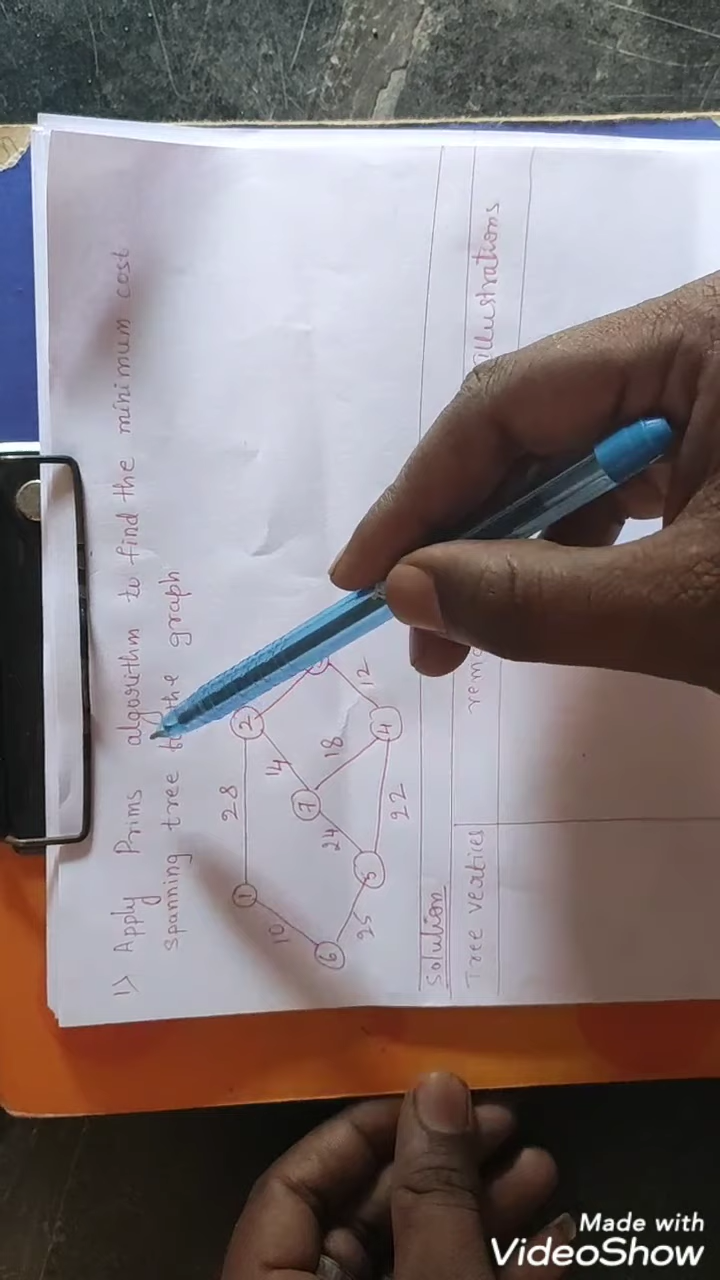 1> Apply Prims algorithm to find the minimum cost
spanning tree the graph
28
1
2
10
14
18
12
6
7
4
24
25
5
22
Solution
Tree vertices
illustrations
Made with
VideoShow